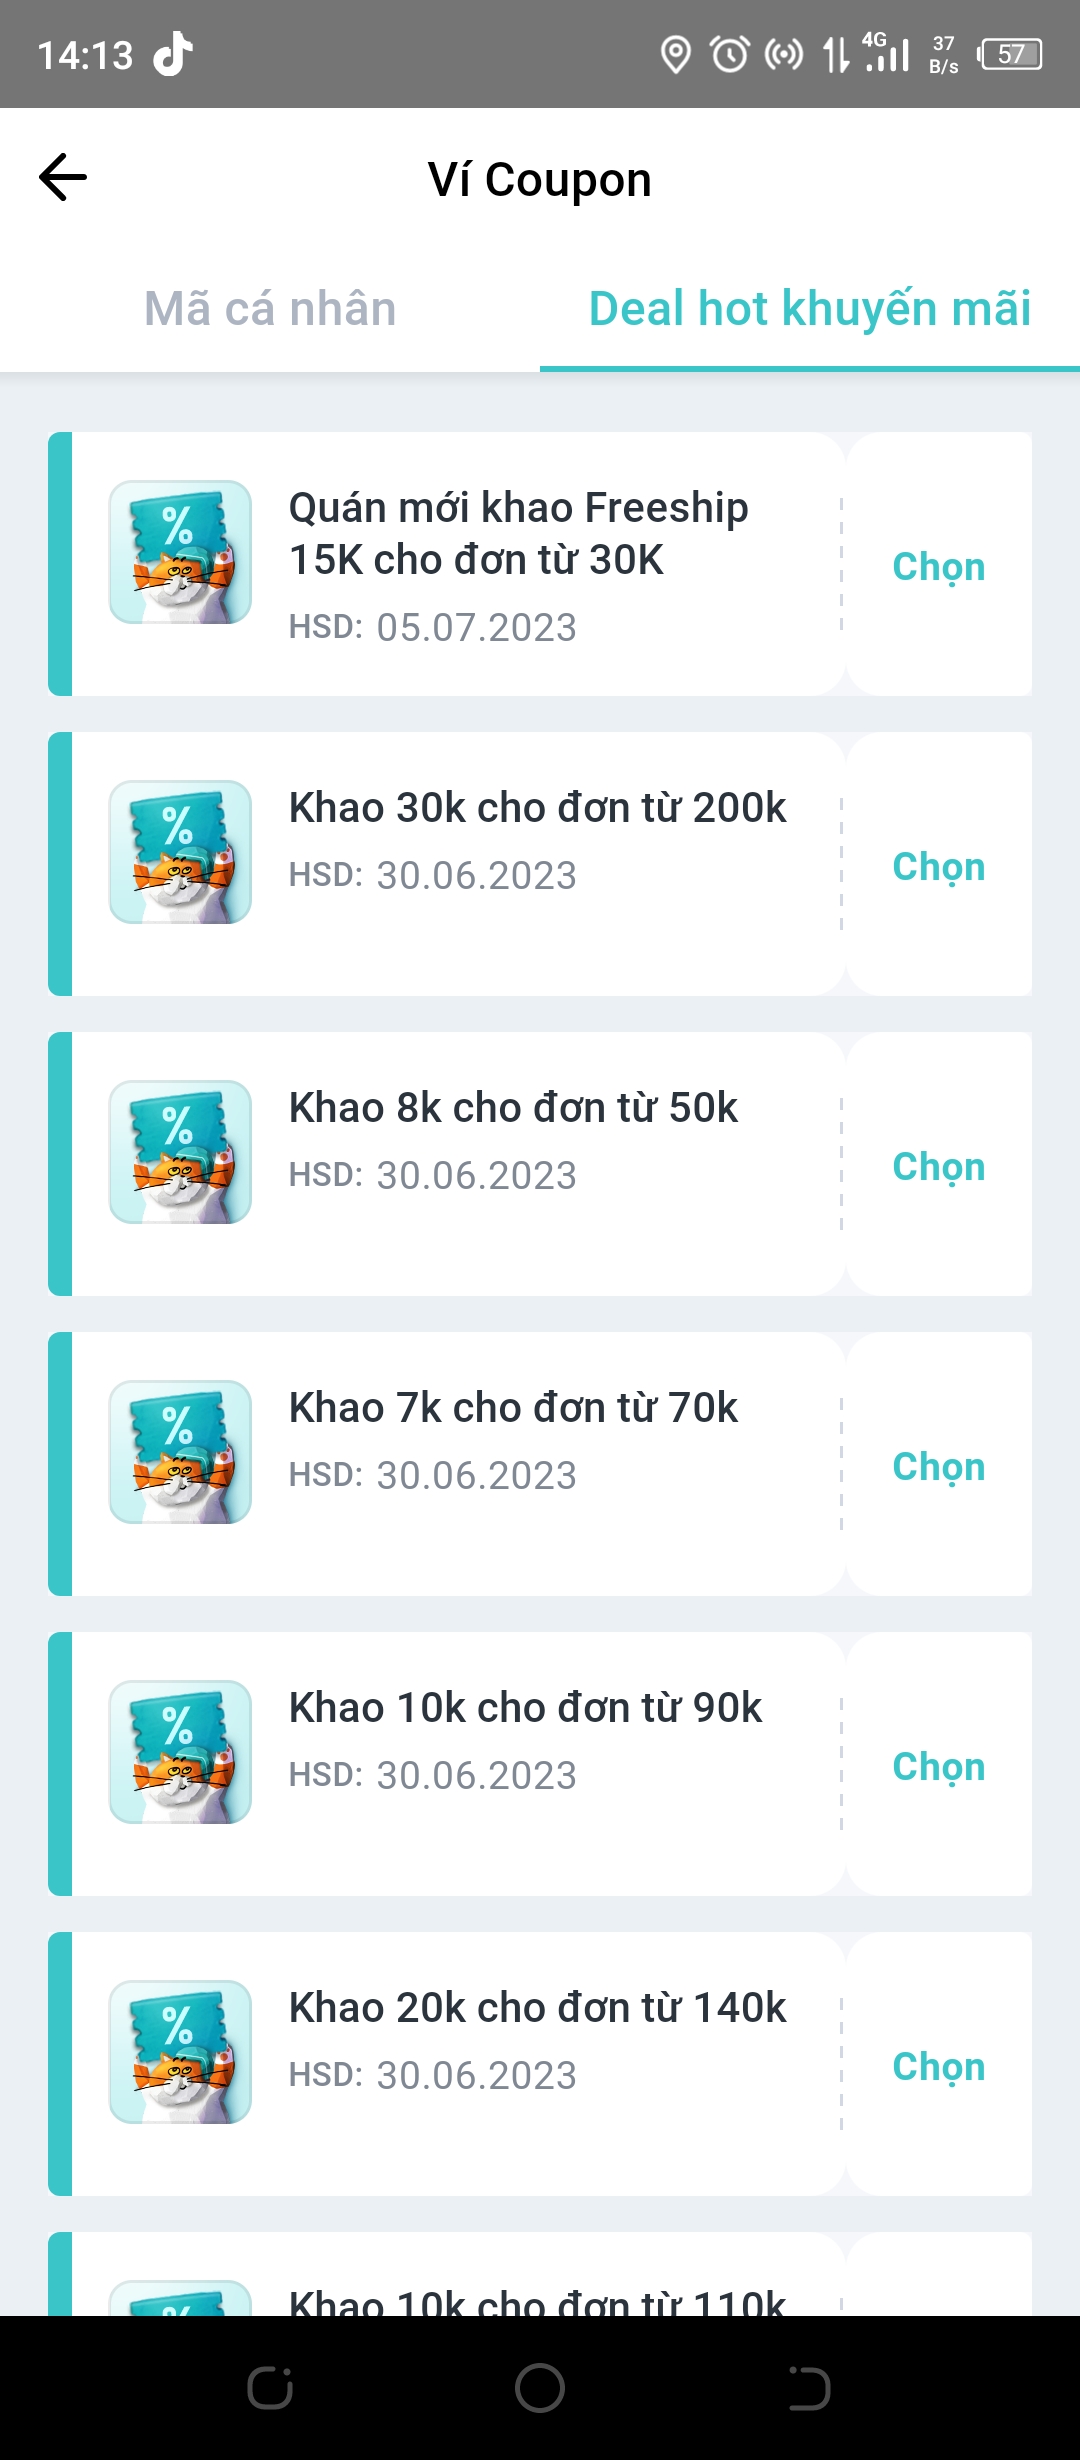 14:13
4G
37
B/s
57
Ví Coupon
Mã cá nhân
Deal hot khuyến mãi
%
Quán mới khao Freeship
15K cho đơn từ 30K
HSD: 05.07.2023
Chọn
%
Khao 30k cho đơn từ 200k
HSD: 30.06.2023
Chọn
%
Khao 8k cho đơn từ 50k
HSD: 30.06.2023
Chọn
%
Khao 7k cho đơn từ 70k
HSD: 30.06.2023
Chọn
%
Khao 10k cho đơn từ 90k
HSD: 30.06.2023
Chọn
%
Khao 20k cho đơn từ 140k
HSD: 30.06.2023
Chọn
%
Khao 10k cho đơn từ 110k